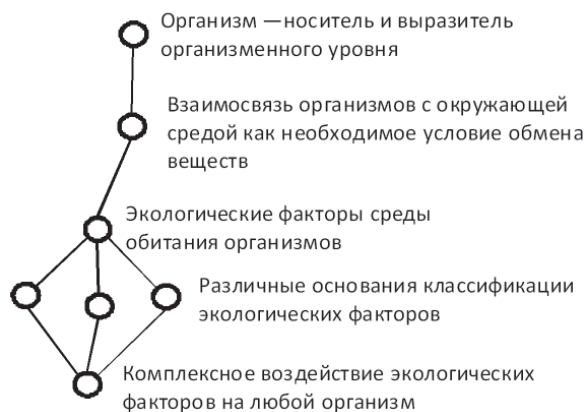 Организм —носитель и выразитель
организменного уровня
Взаимосвязь организмов с окружающей
средой как необходимое условие обмена
веществ
Экологические факторы среды
обитания организмов
Различные основания классификации
экологических факторов
Комплексное воздействие экологических
факторов на любой организм